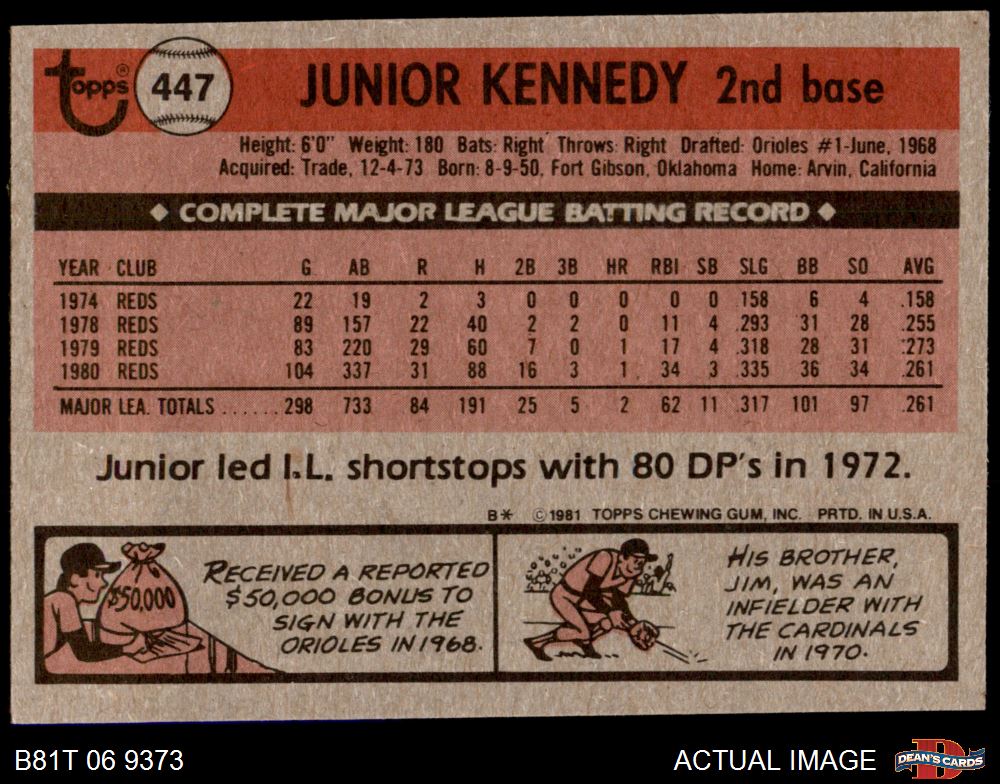 topps®
447
JUNIOR KENNEDY 2nd base
Height: 6'0" Weight: 180 Bats: Right Throws: Right Drafted: Orioles #1-June, 1968
Acquired: Trade, 12-4-73 Born: 8-9-50, Fort Gibson, Oklahoma Home: Arvin, California
◆ COMPLETE MAJOR LEAGUE BATTING RECORD ◆
YEAR CLUB G AB R H 2B 3B HR RBI SB SLG BB SO AVG
1974 REDS 22 19 2 3 0 0 0 0 0 .158 6 4 .158
1978 REDS 89 157 22 40 2 2 0 11 4 .293 31 28 .255
1979 REDS 83 220 29 60 7 0 1 17 4 .318 28 31 .273
1980 REDS 104 337 31 88 16 3 1 34 3 .335 36 34 .261
MAJOR LEA. TOTALS ......298 733 84 191 25 5 2 62 11 .317 101 97 .261
Junior led I.L. shortstops with 80 DP's in 1972.
B* ©1981 TOPPS CHEWING GUM, INC. PRTD. IN U.S.A.
$50,000
RECEIVED A REPORTED
$50,000 BONUS TO
SIGN WITH THE
ORIOLES IN 1968.
HIS BROTHER,
JIM, WAS AN
INFIELDER WITH
THE CARDINALS
IN 1970.
B81T 06 9373
ACTUAL IMAGE
DEAN'S CARDS